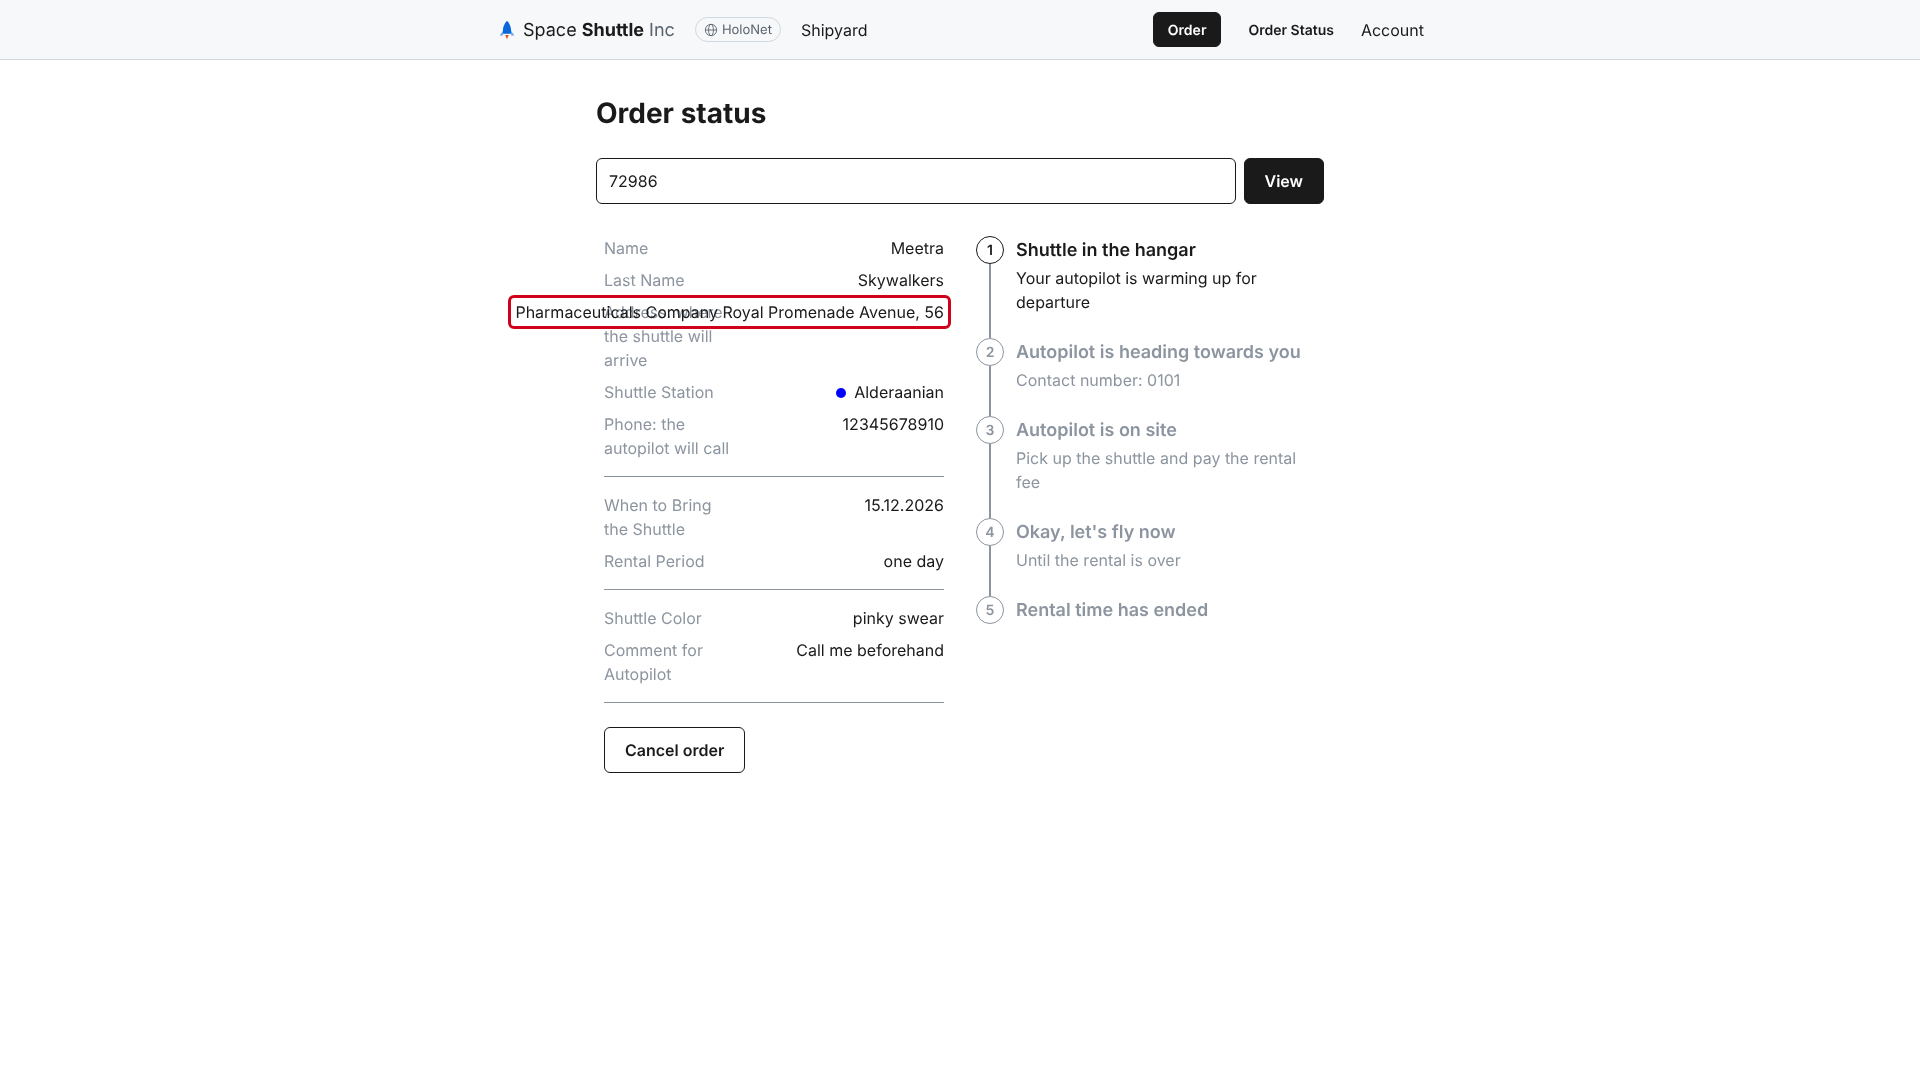 Space Shuttle Inc
HoloNet
Shipyard
Order
Order Status
Account
Order status
72986
View
Name
Meetra
Last Name
Skywalkers
Address: where
Pharmaceuticals Company Royal Promenade Avenue, 56
the shuttle will
arrive
Shuttle Station
Alderaanian
Phone: the
12345678910
autopilot will call
When to Bring
15.12.2026
the Shuttle
Rental Period
one day
Shuttle Color
pinky swear
Comment for
Call me beforehand
Autopilot
Cancel order
1
Shuttle in the hangar
Your autopilot is warming up for
departure
2
Autopilot is heading towards you
Contact number: 0101
3
Autopilot is on site
Pick up the shuttle and pay the rental
fee
4
Okay, let's fly now
Until the rental is over
5
Rental time has ended